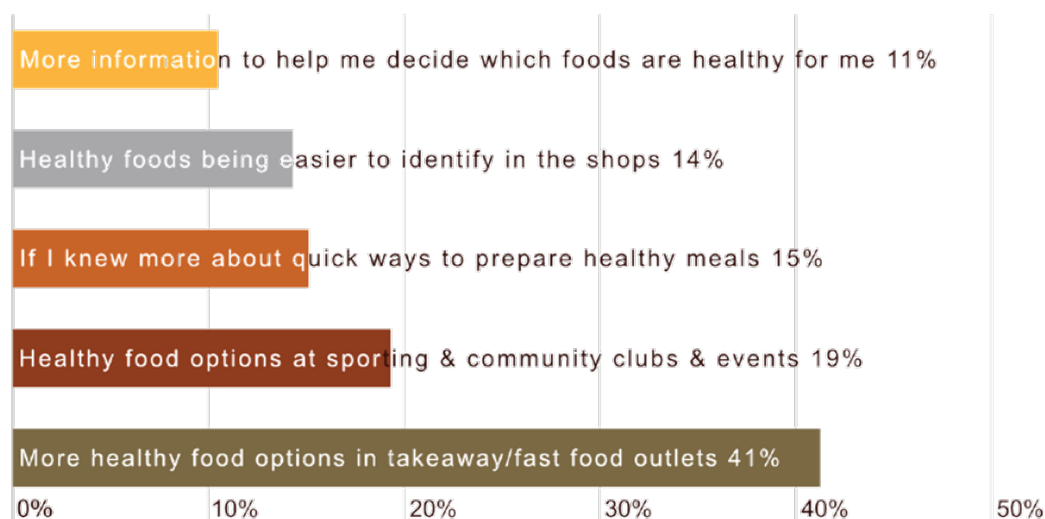 More information to help me decide which foods are healthy for me 11%
Healthy foods being easier to identify in the shops 14%
If I knew more about quick ways to prepare healthy meals 15%
Healthy food options at sporting & community clubs & events 19%
More healthy food options in takeaway/fast food outlets 41%
0% 10% 20% 30% 40% 50%